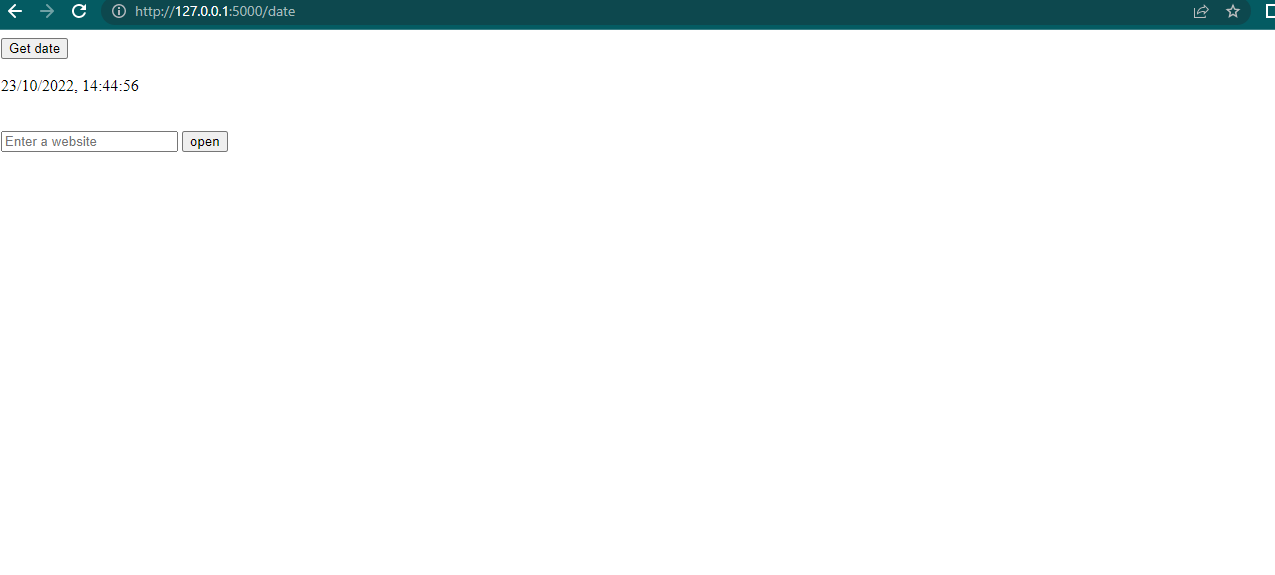 http://127.0.0.1:5000/date
Get date
23/10/2022, 14:44:56
Enter a website open